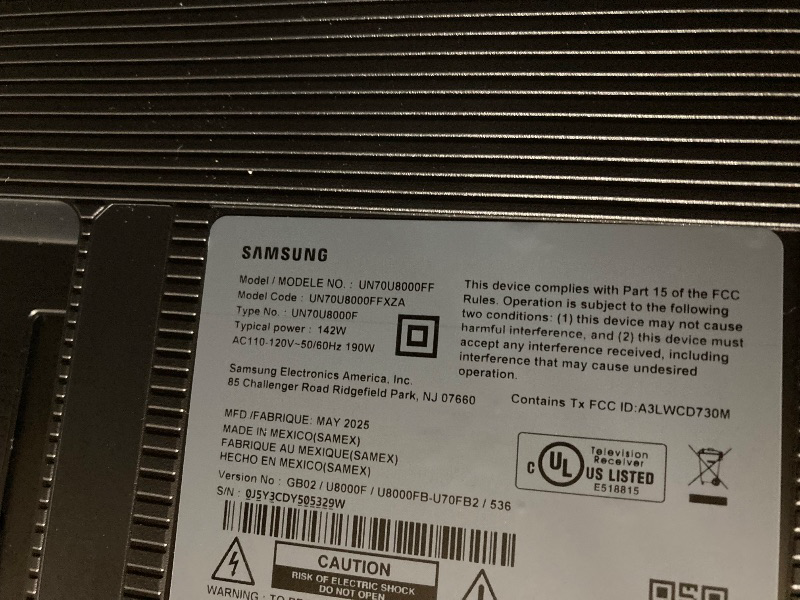 SAMSUNG
Model / MODELE NO. : UN70U8000FF
Model Code : UN70U8000FFXZA
Type No. : UN70U8000F
Typical power : 142W
AC110-120V~50/60Hz 190W
Samsung Electronics America, Inc.
85 Challenger Road Ridgefield Park, NJ 07660
MFD /FABRIQUE: MAY 2025
MADE IN MEXICO(SAMEX)
FABRIQUE AU MEXIQUE(SAMEX)
HECHO EN MEXICO(SAMEX)
Version No : GB02 / U8000F / U8000FB-U70FB2 / 536
S/N : 0J5Y3CDY505329W
This device complies with Part 15 of the FCC
Rules. Operation is subject to the following
two conditions: (1) this device may not cause
harmful interference, and (2) this device must
accept any interference received, including
interference that may cause undesired
operation.
Contains Tx FCC ID:A3LWCD730M
c UL US LISTED
Television
Receiver
E518815
CAUTION
RISK OF ELECTRIC SHOCK
DO NOT OPEN
WARNING : TO